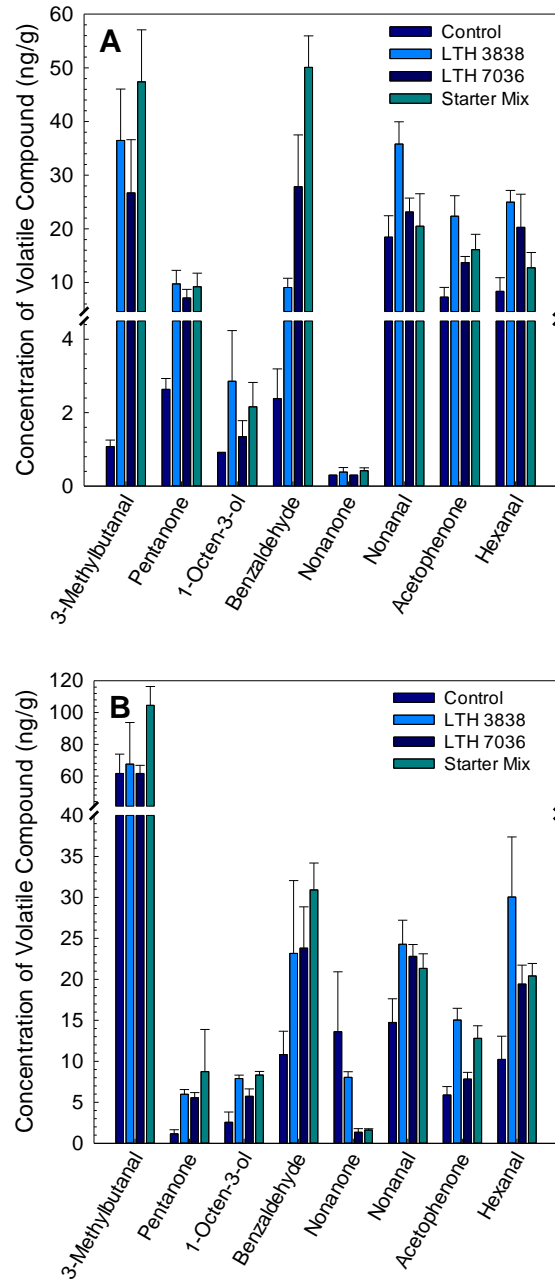 A
Concentration of Volatile Compound (ng/g)
60
50
40
30
20
10
4
2
0
Control
LTH 3838
LTH 7036
Starter Mix
3-Methylbutanal
Pentanone
1-Octen-3-ol
Benzaldehyde
Nonanone
Nonanal
Acetophenone
Hexanal
B
Concentration of Volatile Compound (ng/g)
120
100
80
60
40
35
30
25
20
15
10
5
0
Control
LTH 3838
LTH 7036
Starter Mix
3-Methylbutanal
Pentanone
1-Octen-3-ol
Benzaldehyde
Nonanone
Nonanal
Acetophenone
Hexanal